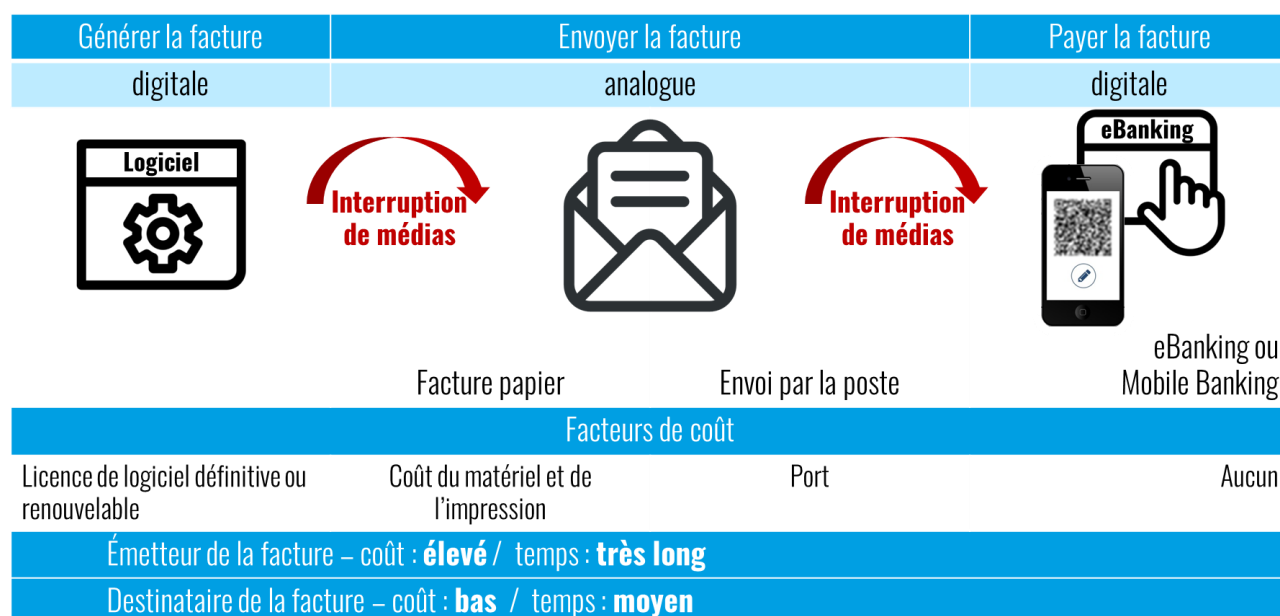 Générer la facture
Envoyer la facture
Payer la facture
digitale
analogue
digitale
Logiciel
Interruption
de médias
Interruption
de médias
eBanking
Facture papier
Envoi par la poste
eBanking ou
Mobile Banking
Facteurs de coût
Licence de logiciel définitive ou
renouvelable
Coût du matériel et de
l'impression
Port
Aucun
Émetteur de la facture – coût : élevé / temps : très long
Destinataire de la facture – coût : bas / temps : moyen